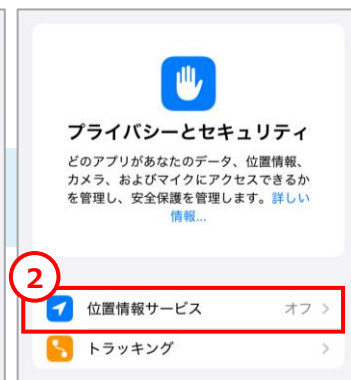 プライバシーとセキュリティ
どのアプリがあなたのデータ、位置情報、
カメラ、およびマイクにアクセスできるか
を管理し、安全保護を管理します。詳しい
情報...
2
位置情報サービス オフ
トラッキング